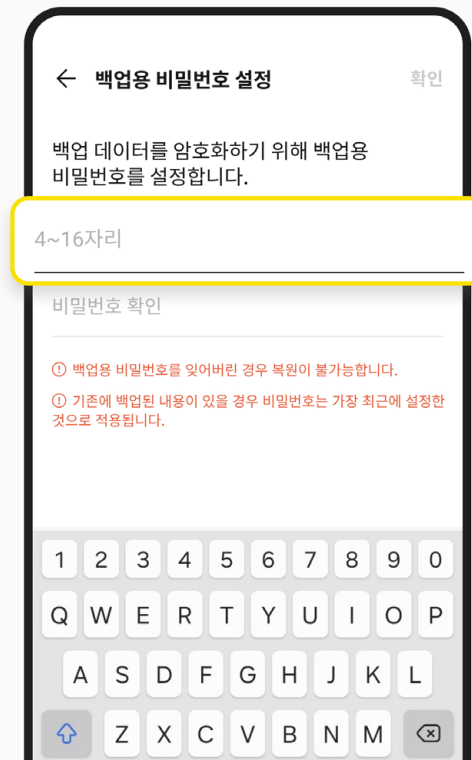 ← 백업용 비밀번호 설정 확인
백업 데이터를 암호화하기 위해 백업용
비밀번호를 설정합니다.
4~16자리
비밀번호 확인
! 백업용 비밀번호를 잊어버린 경우 복원이 불가능합니다.
! 기존에 백업된 내용이 있을 경우 비밀번호는 가장 최근에 설정한
것으로 적용됩니다.
1 2 3 4 5 6 7 8 9 0
Q W E R T Y U I O P
A S D F G H J K L
Z X C V B N M